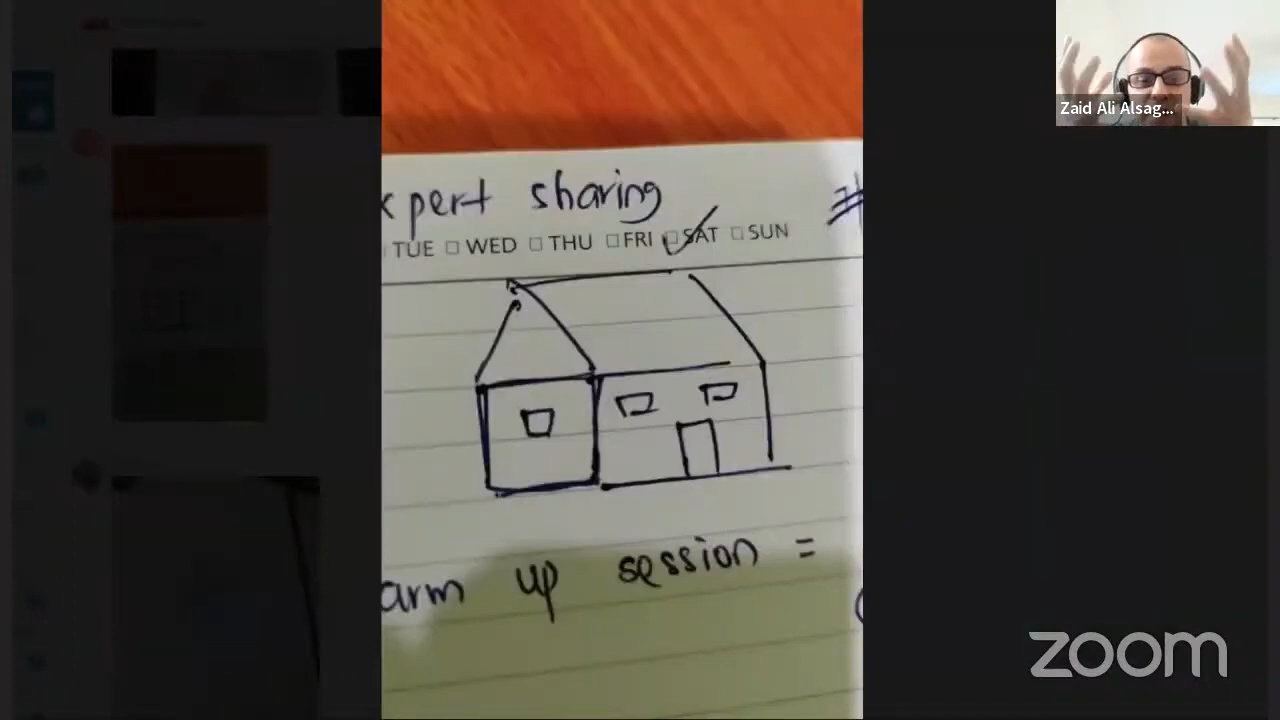 xpert sharing
TUE WED THU FRI SAT SUN
arm up session =
Zaid Ali Alsag...
zoom